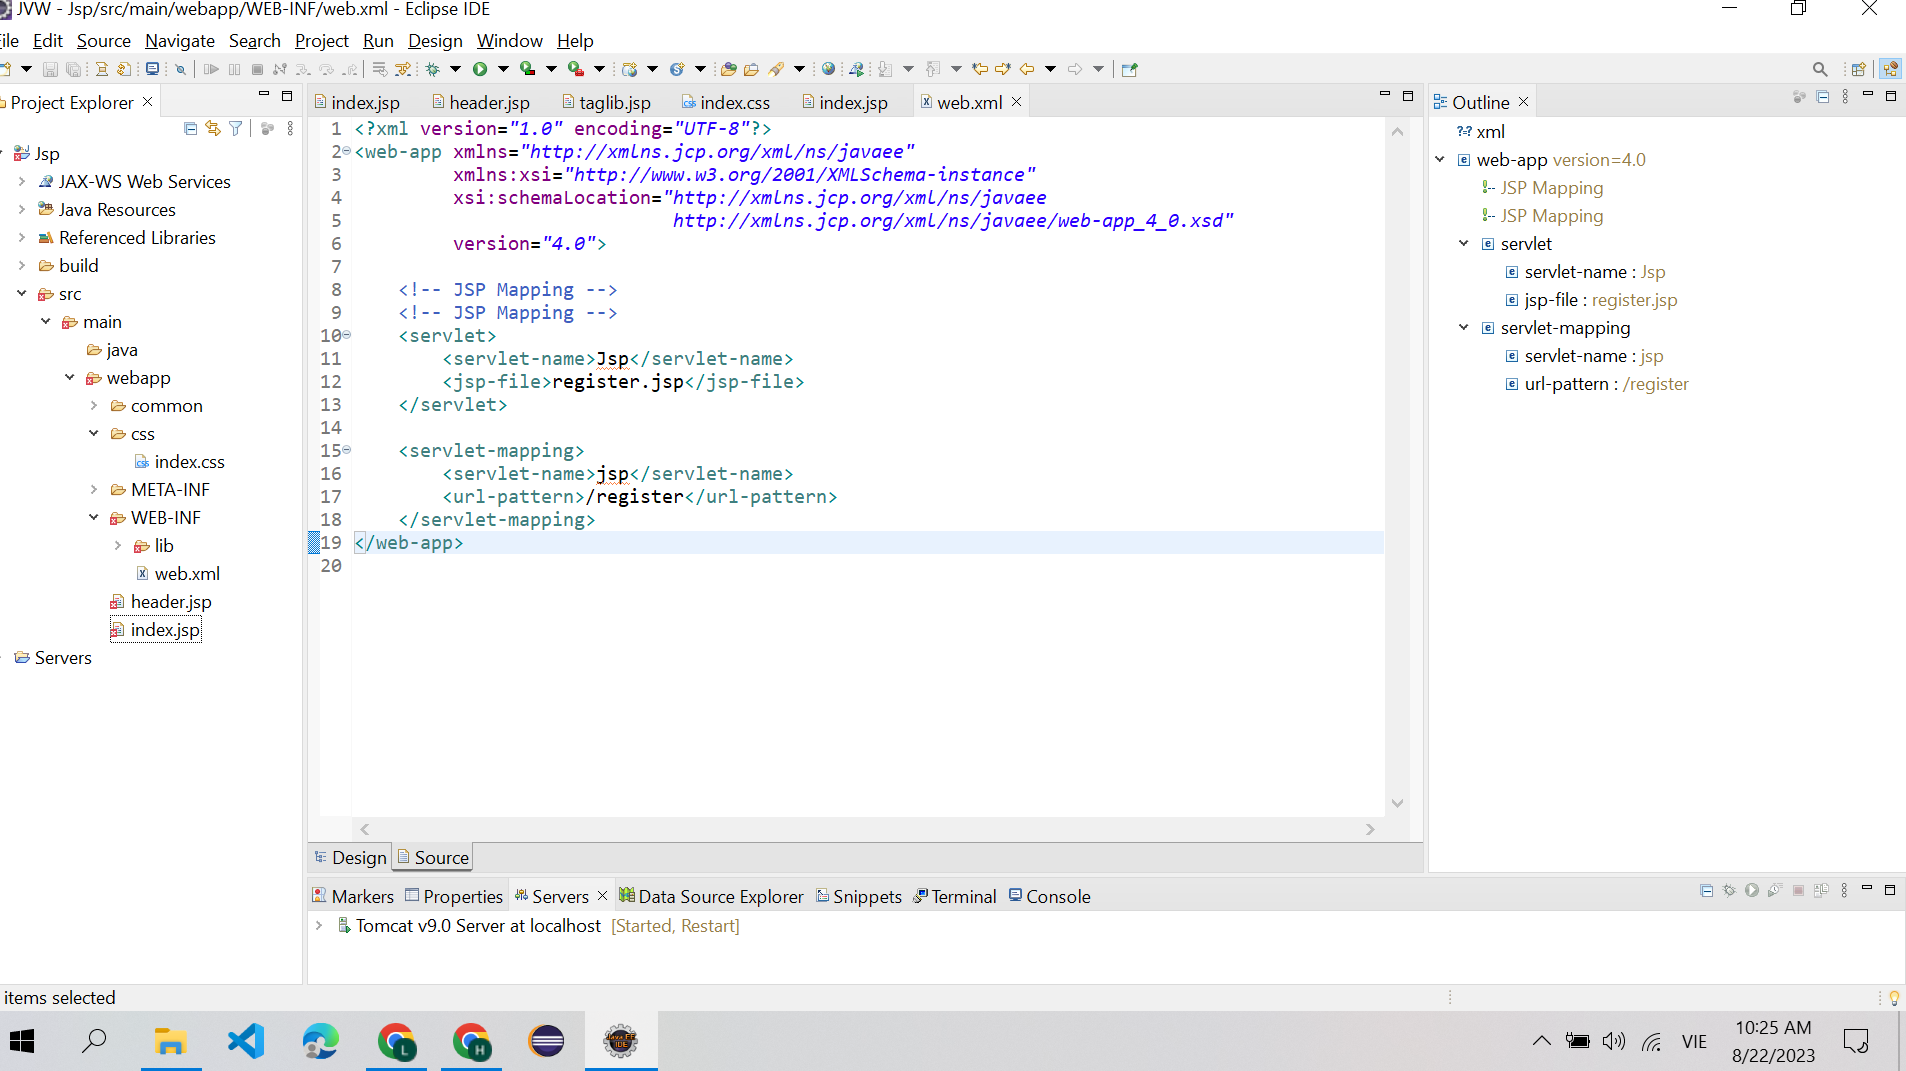 JVW - Jsp/src/main/webapp/WEB-INF/web.xml - Eclipse IDE
ile Edit Source Navigate Search Project Run Design Window Help
Project Explorer
Jsp
JAX-WS Web Services
Java Resources
Referenced Libraries
build
src
main
java
webapp
common
css
index.css
META-INF
WEB-INF
lib
web.xml
header.jsp
index.jsp
Servers
index.jsp header.jsp taglib.jsp index.css index.jsp web.xml
1 <?xml version="1.0" encoding="UTF-8"?>
2 <web-app xmlns="http://xmlns.jcp.org/xml/ns/javaee"
3 xmlns:xsi="http://www.w3.org/2001/XMLSchema-instance"
4 xsi:schemaLocation="http://xmlns.jcp.org/xml/ns/javaee
5 http://xmlns.jcp.org/xml/ns/javaee/web-app_4_0.xsd"
6 version="4.0">
7
8 <!-- JSP Mapping -->
9 <!-- JSP Mapping -->
10 <servlet>
11 <servlet-name>Jsp</servlet-name>
12 <jsp-file>register.jsp</jsp-file>
13 </servlet>
14
15 <servlet-mapping>
16 <servlet-name>jsp</servlet-name>
17 <url-pattern>/register</url-pattern>
18 </servlet-mapping>
19 </web-app>
20
Design Source
Outline
xml
web-app version=4.0
JSP Mapping
JSP Mapping
servlet
servlet-name : Jsp
jsp-file : register.jsp
servlet-mapping
servlet-name : jsp
url-pattern : /register
Markers Properties Servers Data Source Explorer Snippets Terminal Console
Tomcat v9.0 Server at localhost [Started, Restart]
items selected
L
H
Java EE
IDE
VIE
10:25 AM
8/22/2023